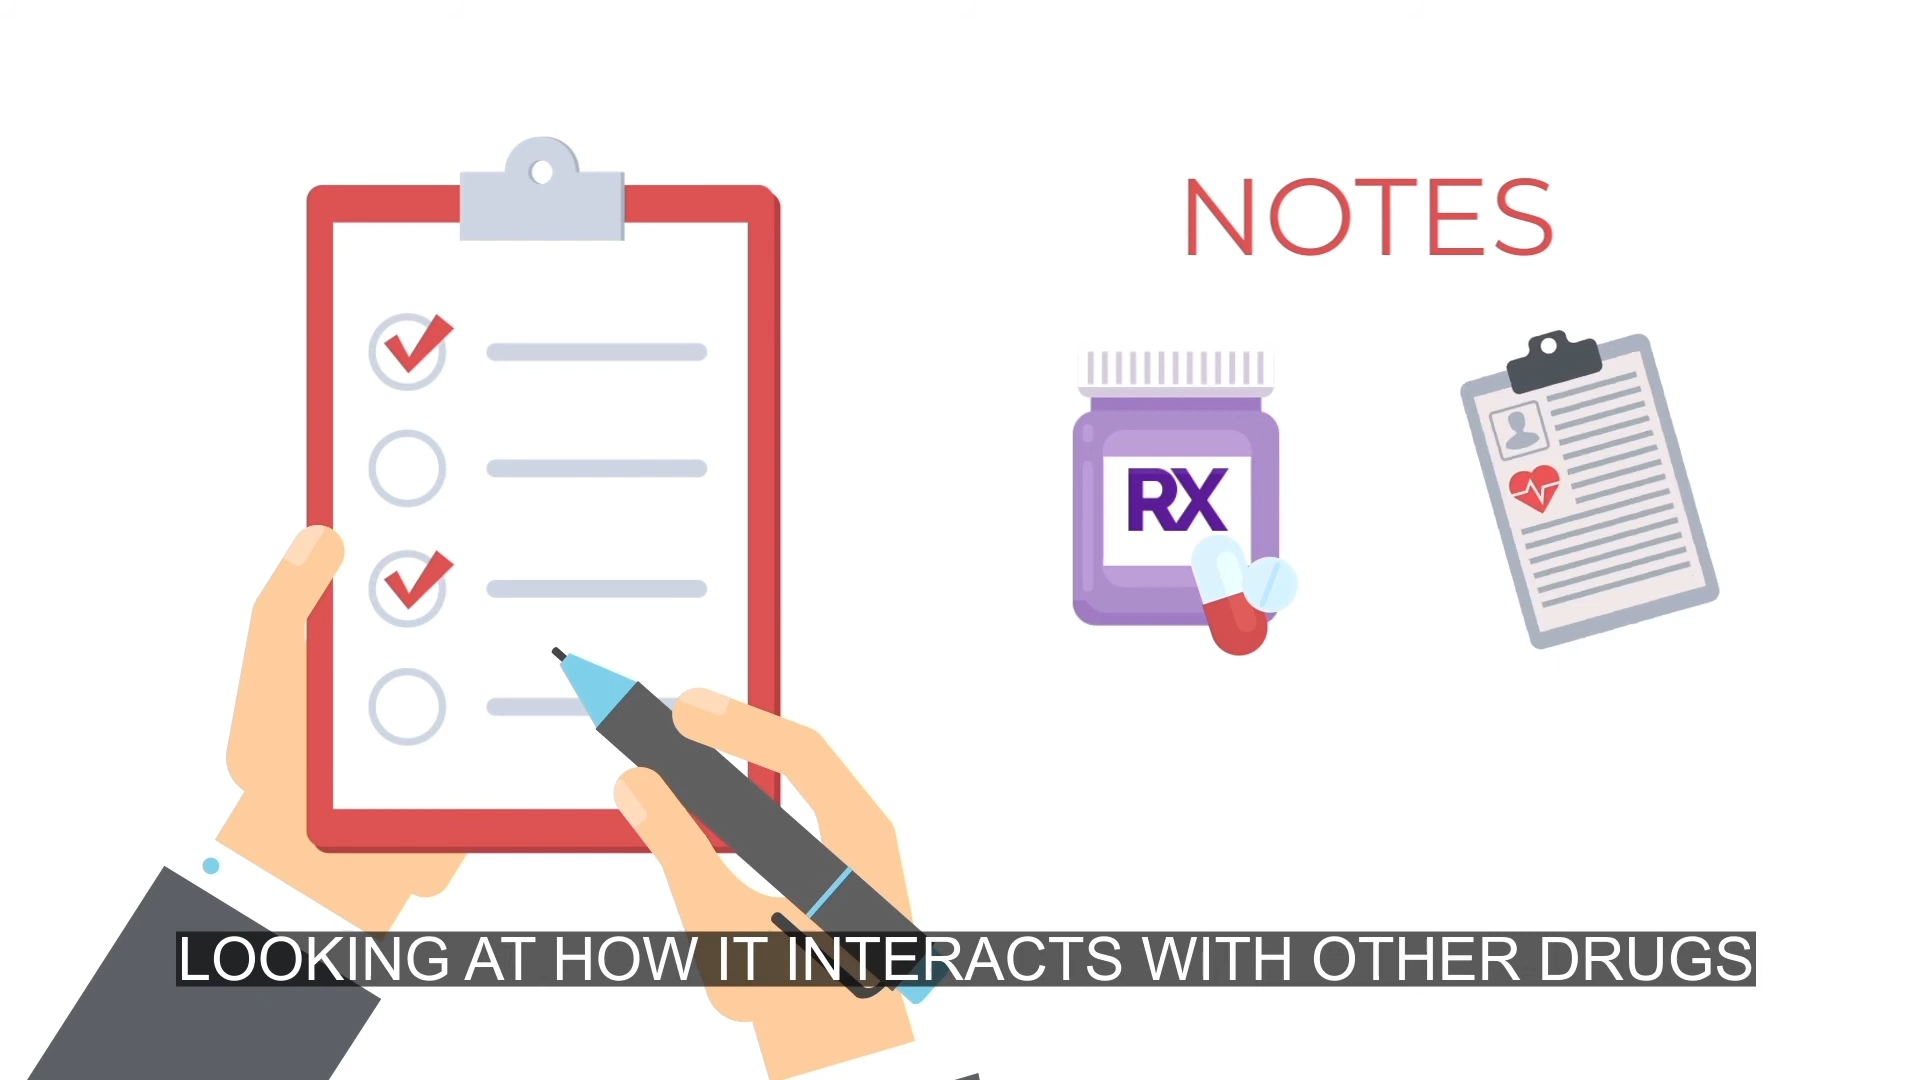 NOTES
RX
LOOKING AT HOW IT INTERACTS WITH OTHER DRUGS